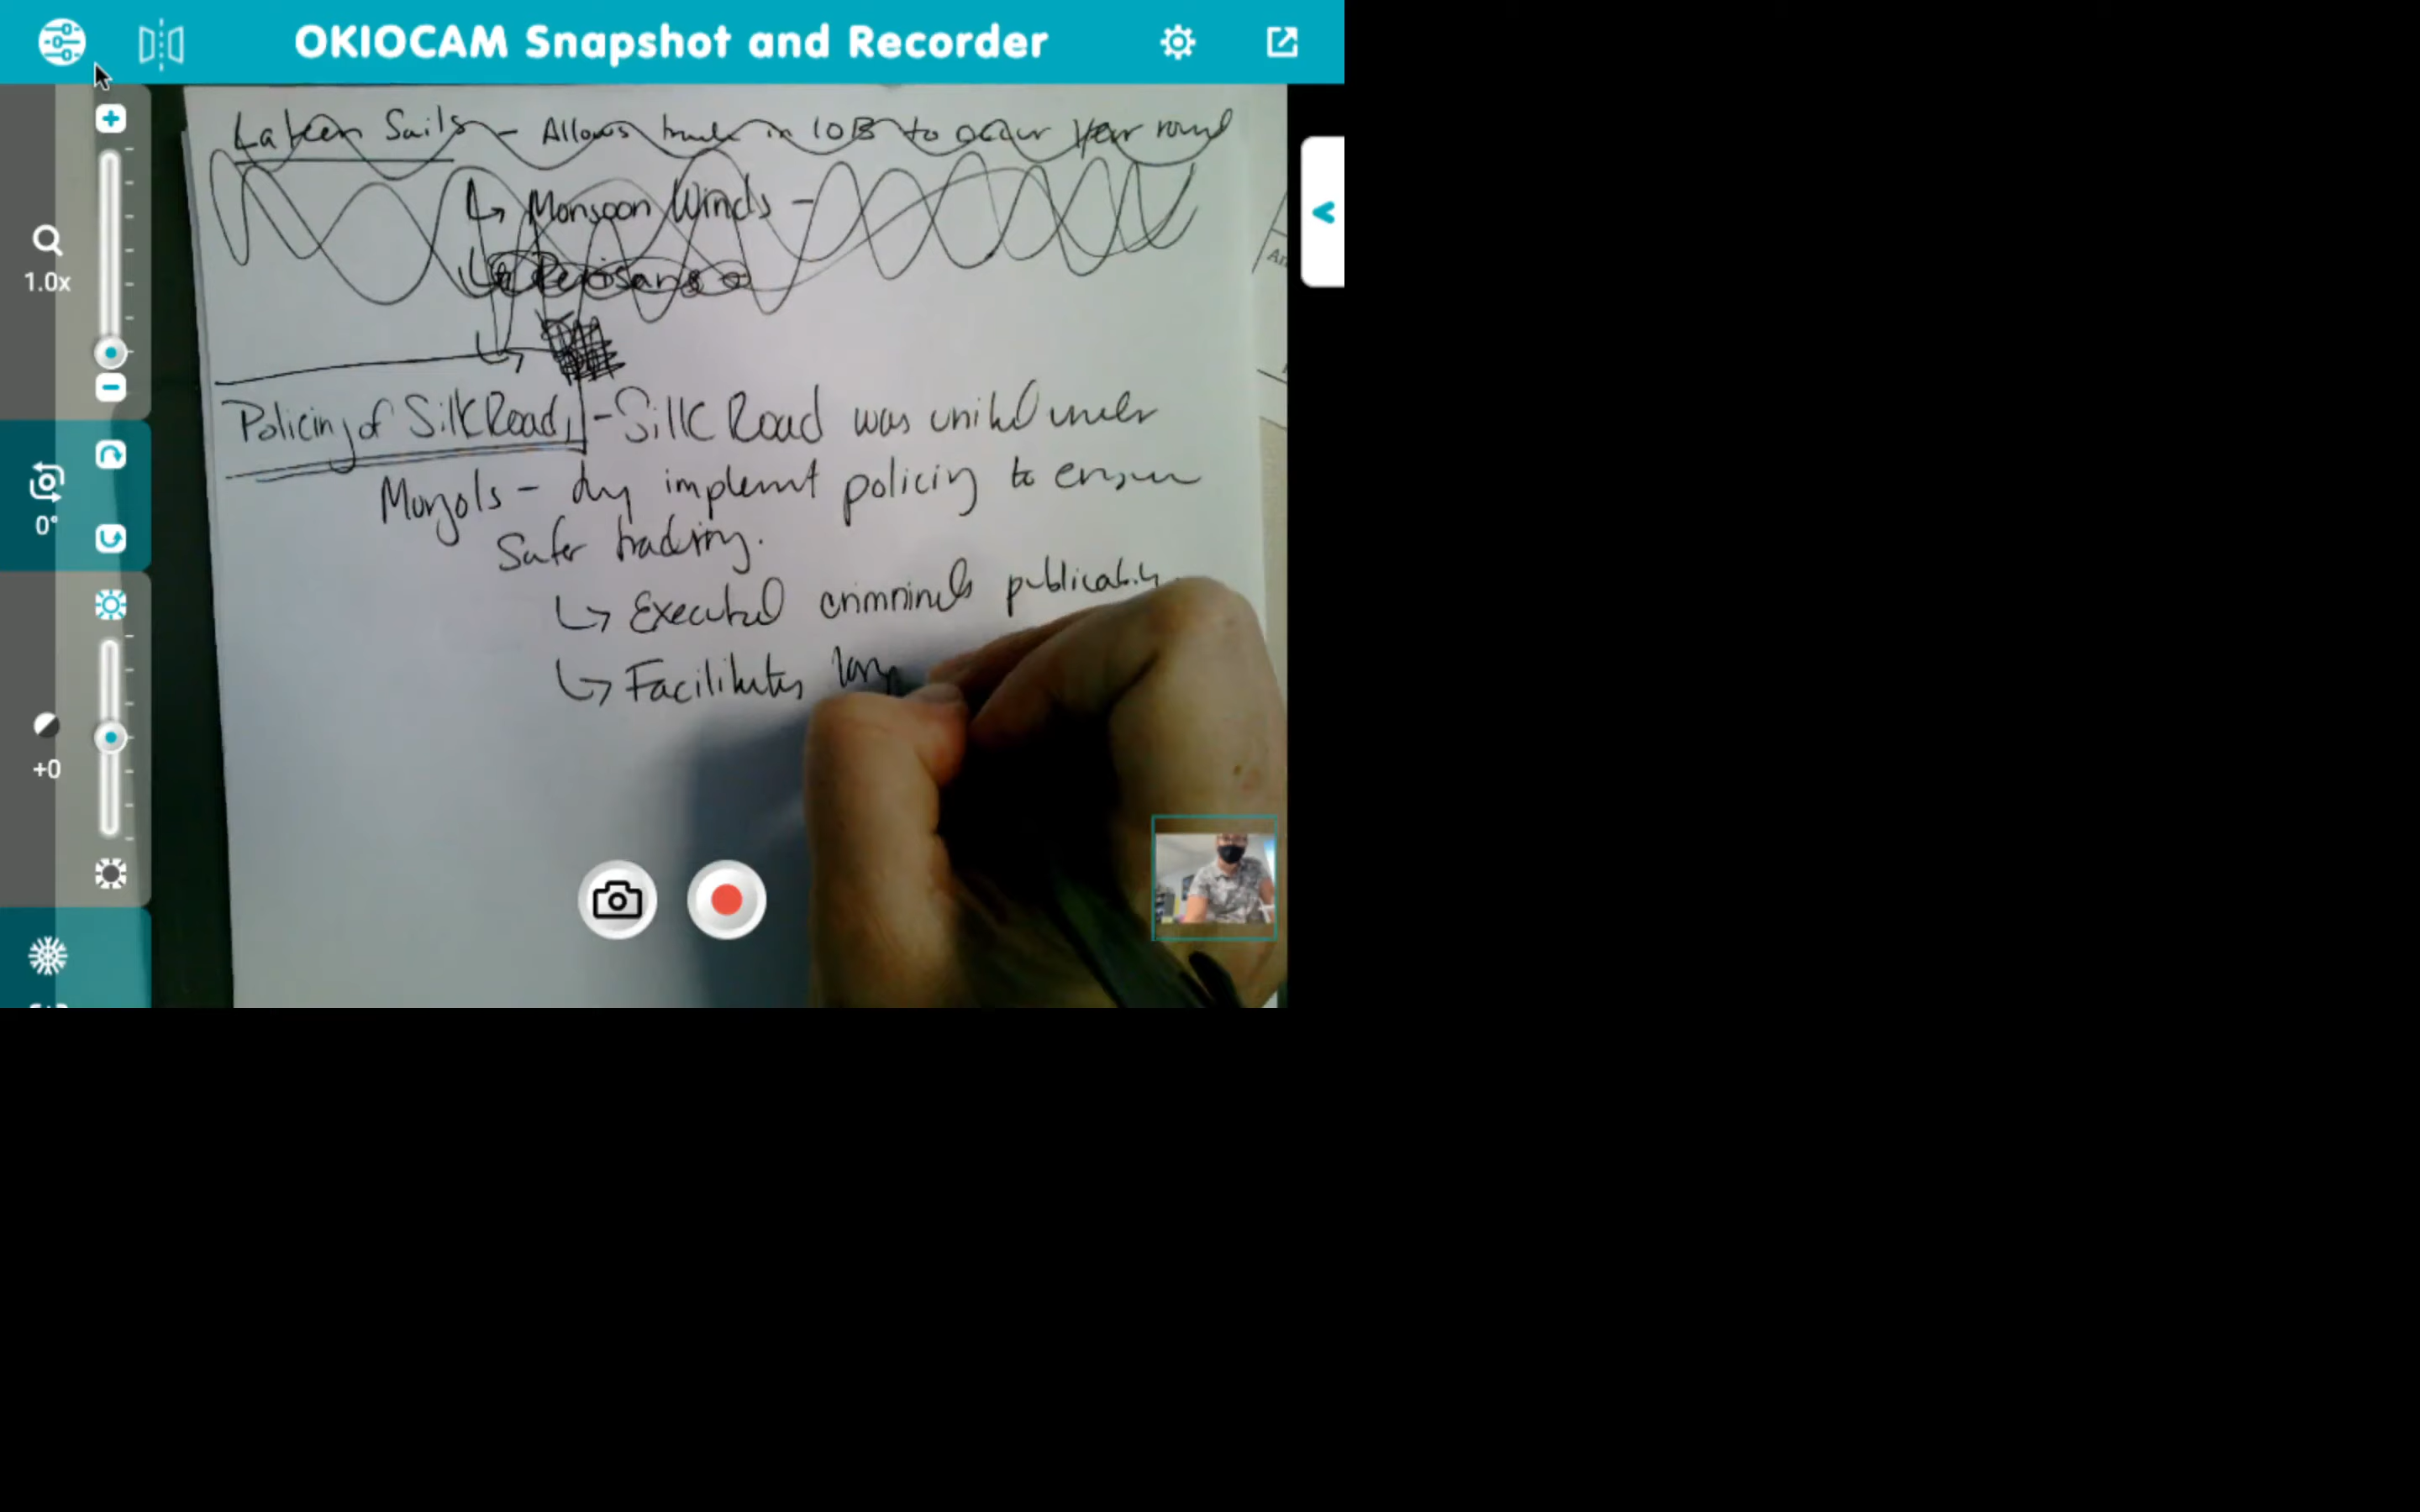 OKIOCAM Snapshot and Recorder
Lateen Sails - Allows trade in IOB to occur year round
↳ Monsoon Winds -
↳
1.0x
Policing of Silk Road - Silk Road was united under
0°
Mongols - they implement policing to ensure
safer trading.
↳ Executed crimninals publically
↳ Facilitates long
+0